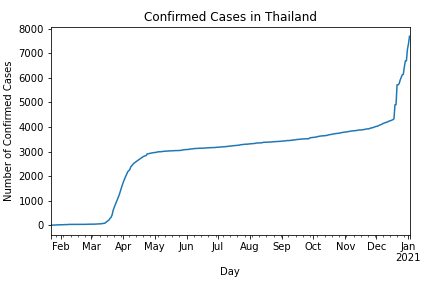 Confirmed Cases in Thailand
8000
7000
6000
5000
4000
3000
2000
1000
0
Number of Confirmed Cases
Feb Mar Apr May Jun Jul Aug Sep Oct Nov Dec Jan
2021
Day